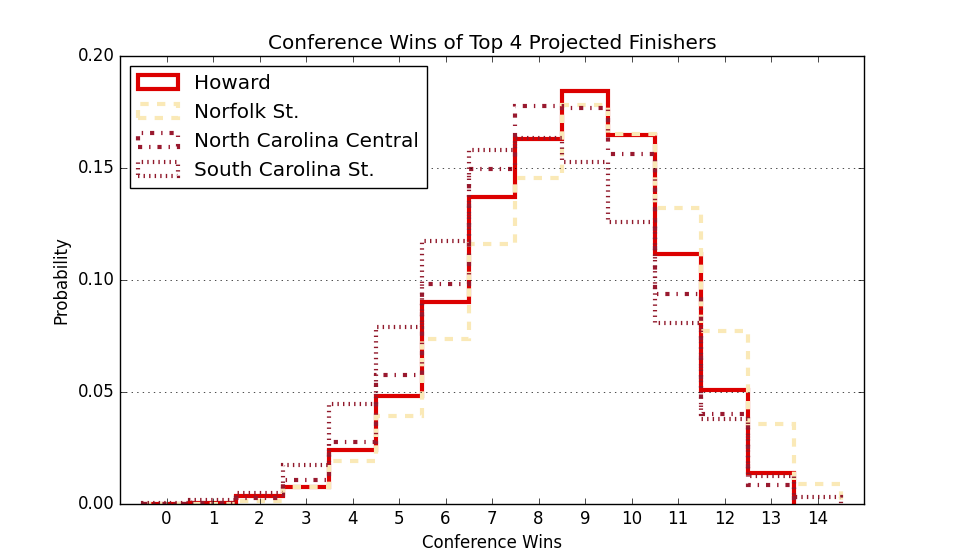 Conference Wins of Top 4 Projected Finishers
Howard
Norfolk St.
North Carolina Central
South Carolina St.
Probability
0.20
0.15
0.10
0.05
0.00
0 1 2 3 4 5 6 7 8 9 10 11 12 13 14
Conference Wins